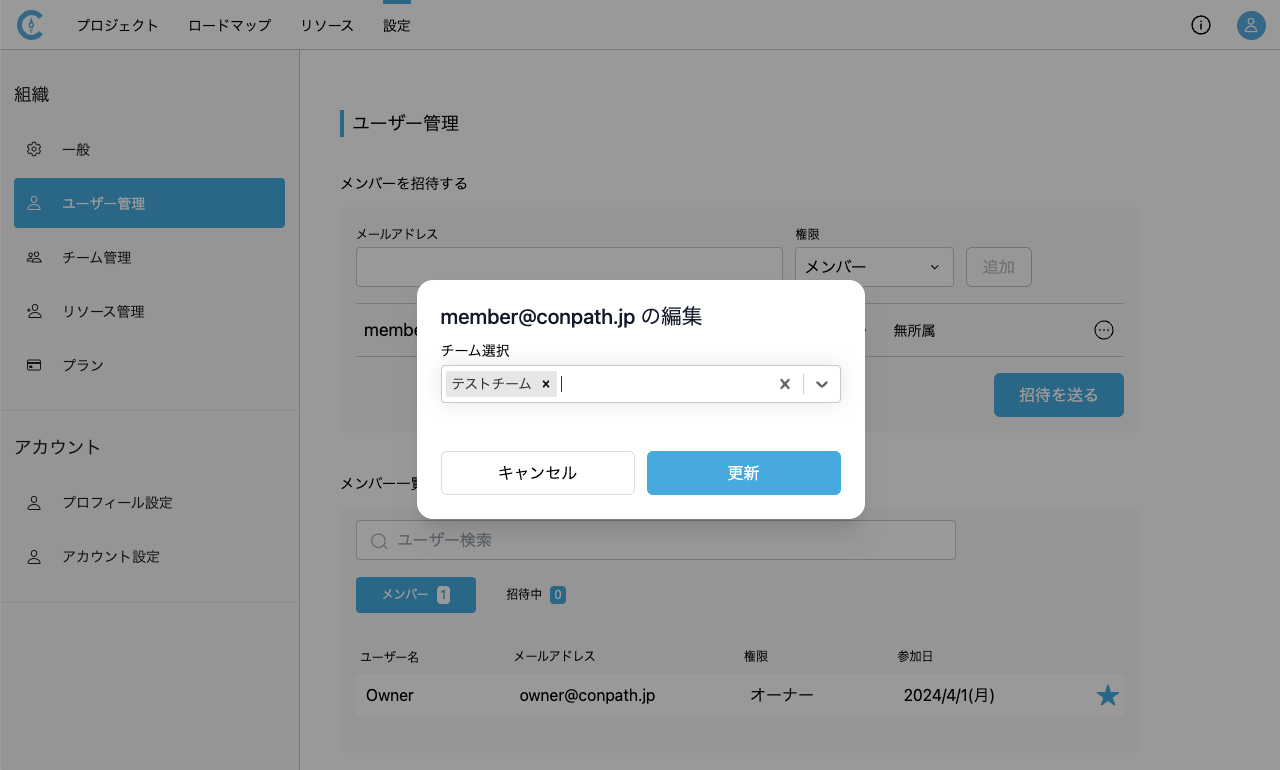 プロジェクト ロードマップ リソース 設定
組織
一般
ユーザー管理
チーム管理
リソース管理
プラン
アカウント
プロフィール設定
アカウント設定
ユーザー管理
メンバーを招待する
メールアドレス 権限
メンバー 追加
無所属
招待を送る
member@conpath.jp の編集
チーム選択
テストチーム
キャンセル 更新
メンバー一
ユーザー検索
メンバー 1 招待中 0
ユーザー名 メールアドレス 権限 参加日
Owner owner@conpath.jp オーナー 2024/4/1(月)